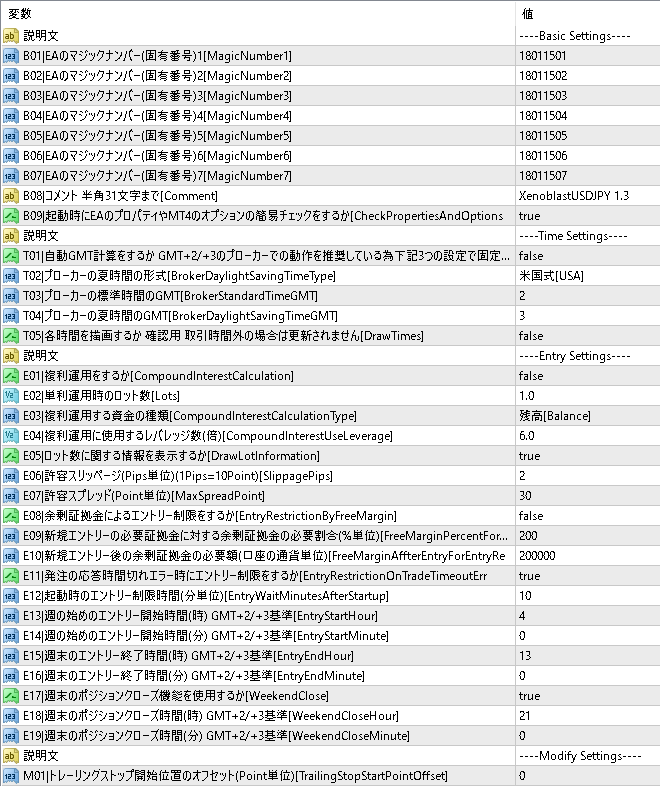 変数 値
説明文 ----Basic Settings----
B01|EAのマジックナンバー(固有番号)1[MagicNumber1] 18011501
B02|EAのマジックナンバー(固有番号)2[MagicNumber2] 18011502
B03|EAのマジックナンバー(固有番号)3[MagicNumber3] 18011503
B04|EAのマジックナンバー(固有番号)4[MagicNumber4] 18011504
B05|EAのマジックナンバー(固有番号)5[MagicNumber5] 18011505
B06|EAのマジックナンバー(固有番号)6[MagicNumber6] 18011506
B07|EAのマジックナンバー(固有番号)7[MagicNumber7] 18011507
B08|コメント 半角31文字まで[Comment] XenoblastUSDJPY 1.3
B09|起動時にEAのプロパティやMT4のオプションの簡易チェックをするか[CheckPropertiesAndOptions true
説明文 ----Time Settings----
T01|自動GMT計算をするか GMT+2/+3のブローカーでの動作を推奨している為下記3つの設定で固定... false
T02|ブローカーの夏時間の形式[BrokerDaylightSavingTimeType] 米国式[USA]
T03|ブローカーの標準時間のGMT[BrokerStandardTimeGMT] 2
T04|ブローカーの夏時間のGMT[BrokerDaylightSavingTimeGMT] 3
T05|各時間を描画するか 確認用 取引時間外の場合は更新されません[DrawTimes] false
説明文 ----Entry Settings----
E01|複利運用をするか[CompoundInterestCalculation] false
E02|単利運用時のロット数[Lots] 1.0
E03|複利運用する資金の種類[CompoundInterestCalculationType] 残高[Balance]
E04|複利運用に使用するレバレッジ数(倍)[CompoundInterestUseLeverage] 6.0
E05|ロット数に関する情報を表示するか[DrawLotInformation] true
E06|許容スリッページ(Pips単位)(1Pips=10Point)[SlippagePips] 2
E07|許容スプレッド(Point単位)[MaxSpreadPoint] 30
E08|余剰証拠金によるエントリー制限をするか[EntryRestrictionByFreeMargin] false
E09|新規エントリーの必要証拠金に対する余剰証拠金の必要割合(%単位)[FreeMarginPercentFor... 200
E10|新規エントリー後の余剰証拠金の必要額(口座の通貨単位)[FreeMarginAffterEntryForEntryRe 200000
E11|発注の応答時間切れエラー時にエントリー制限をするか[EntryRestrictionOnTradeTimeoutErr true
E12|起動時のエントリー制限時間(分単位)[EntryWaitMinutesAfterStartup] 10
E13|週の始めのエントリー開始時間(時) GMT+2/+3基準[EntryStartHour] 4
E14|週の始めのエントリー開始時間(分) GMT+2/+3基準[EntryStartMinute] 0
E15|週末のエントリー終了時間(時) GMT+2/+3基準[EntryEndHour] 13
E16|週末のエントリー終了時間(分) GMT+2/+3基準[EntryEndMinute] 0
E17|週末のポジションクローズ機能を使用するか[WeekendClose] true
E18|週末のポジションクローズ時間(時) GMT+2/+3基準[WeekendCloseHour] 21
E19|週末のポジションクローズ時間(分) GMT+2/+3基準[WeekendCloseMinute] 0
説明文 ----Modify Settings----
M01|トレーリングストップ開始位置のオフセット(Point単位)[TrailingStopStartPointOffset] 0